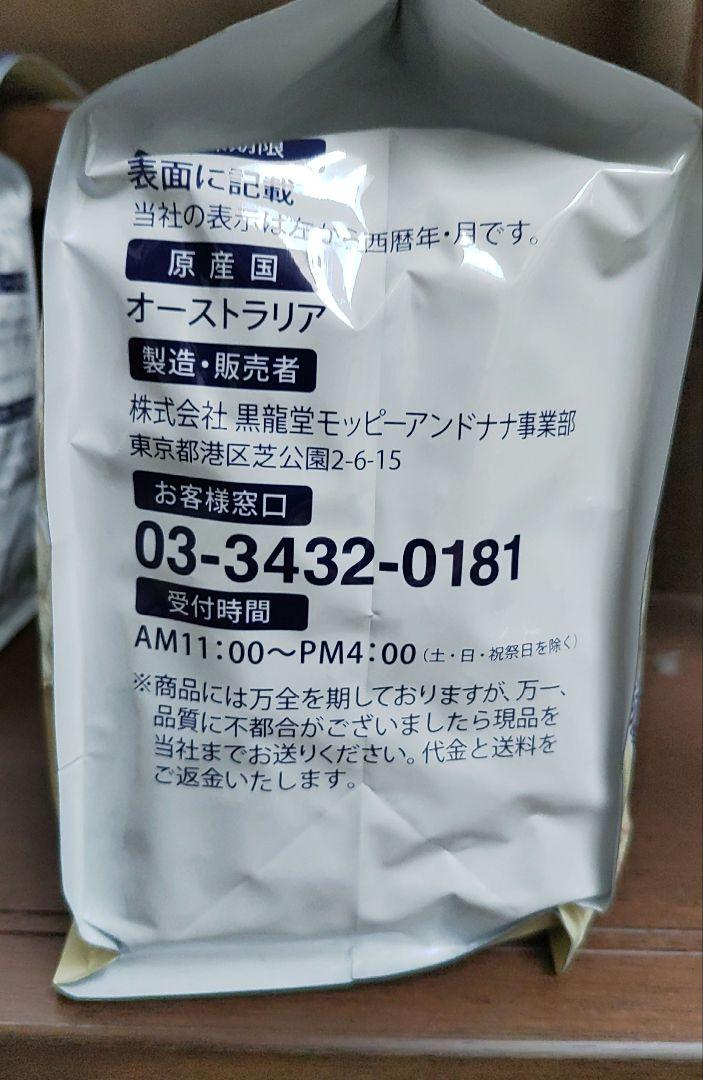 期限
表面に記載
当社の表示は左から西暦年・月です。
原産国
オーストラリア
製造・販売者
株式会社 黒龍堂モッピーアンドナナ事業部
東京都港区芝公園2-6-15
お客様窓口
03-3432-0181
受付時間
AM11:00～PM4:00（土・日・祝祭日を除く）
※商品には万全を期しておりますが、万一、
品質に不都合がございましたら現品を
当社までお送りください。代金と送料を
ご返金いたします。